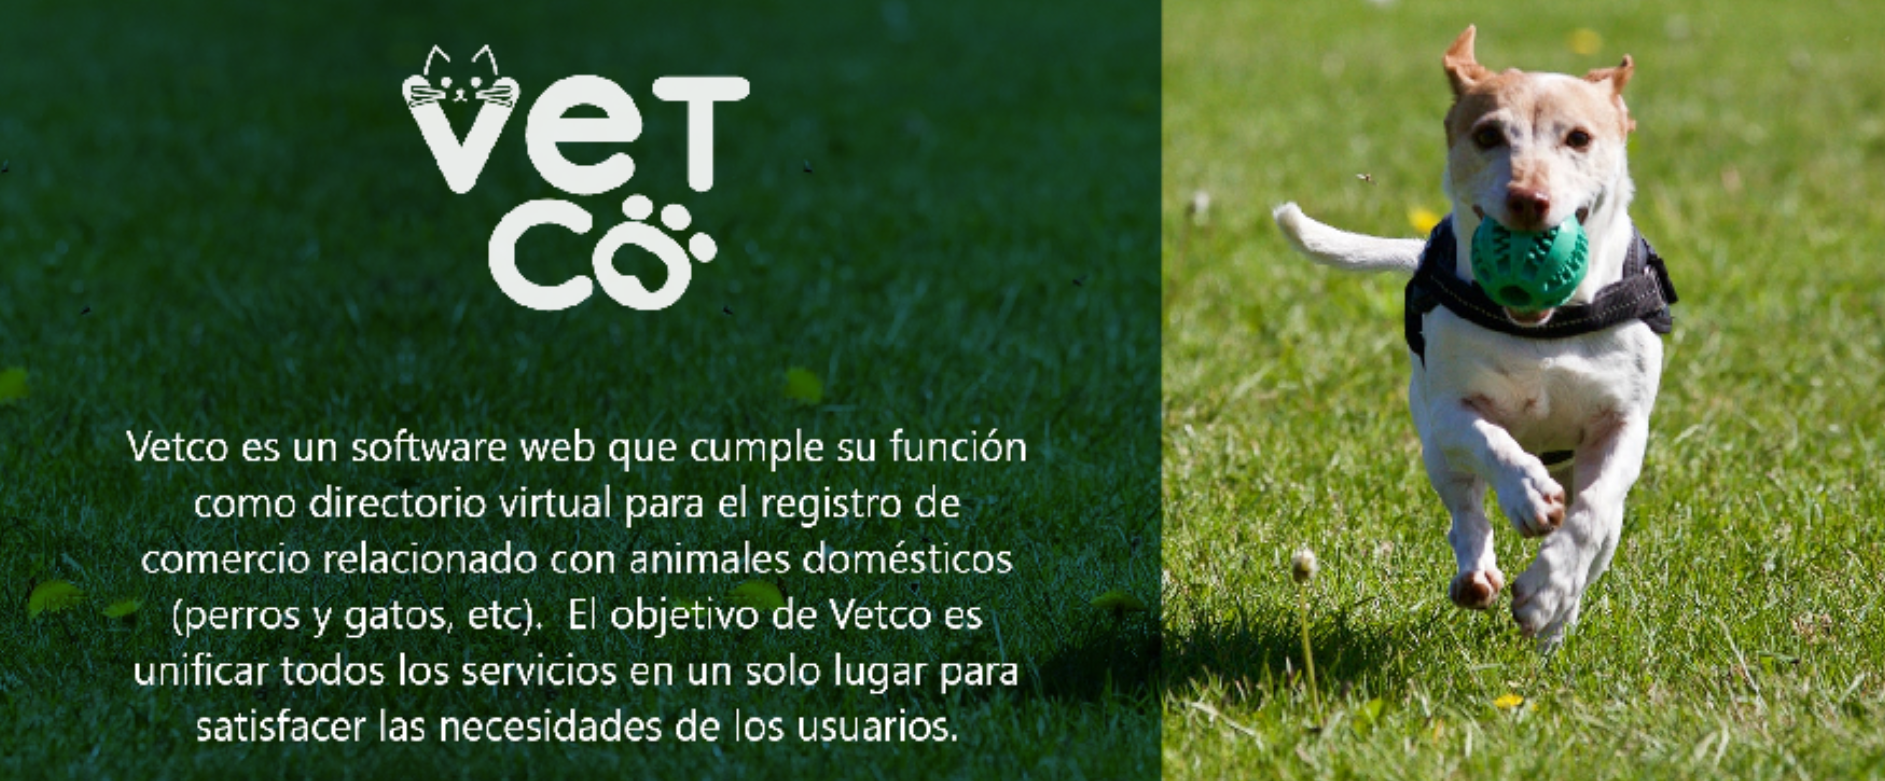 Vet
Co
Vetco es un software web que cumple su función
como directorio virtual para el registro de
comercio relacionado con animales domésticos
(perros y gatos, etc).  El objetivo de Vetco es
unificar todos los servicios en un solo lugar para
satisfacer las necesidades de los usuarios.